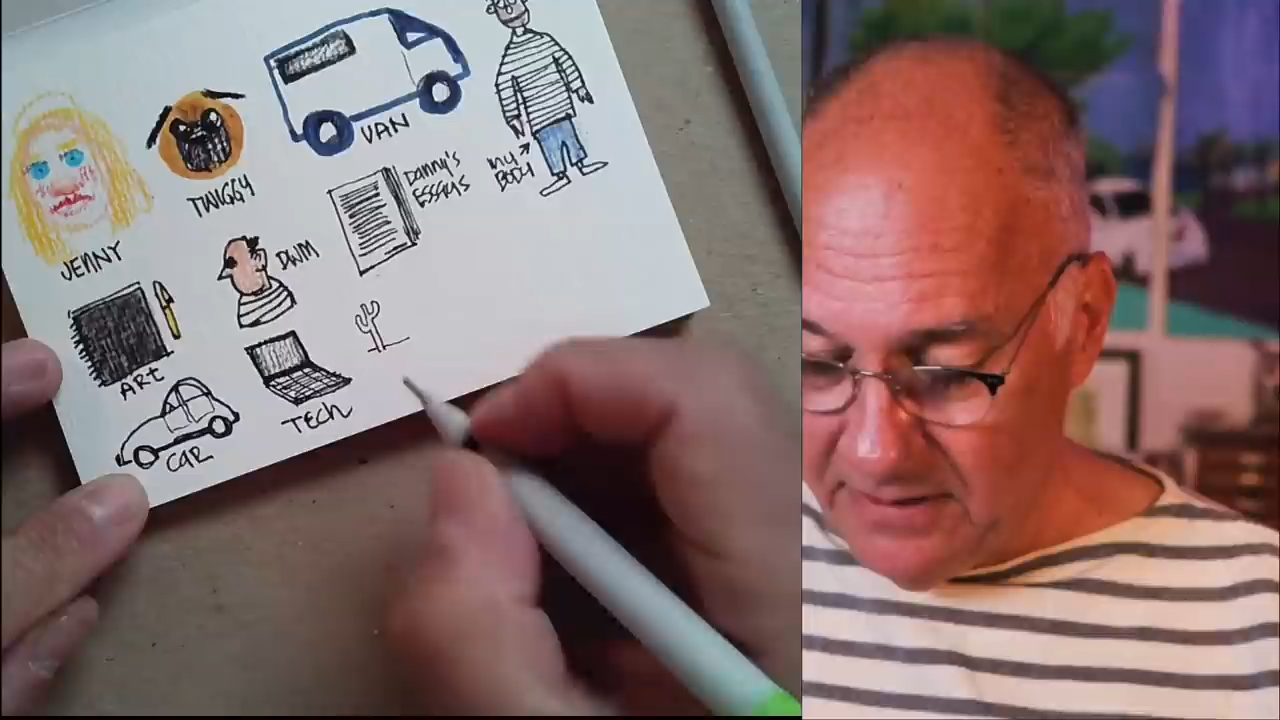 VAN
TWIGGY
Danny's
ESSAYS
my
BODY
JENNY
DWM
ART
TECH
CAR